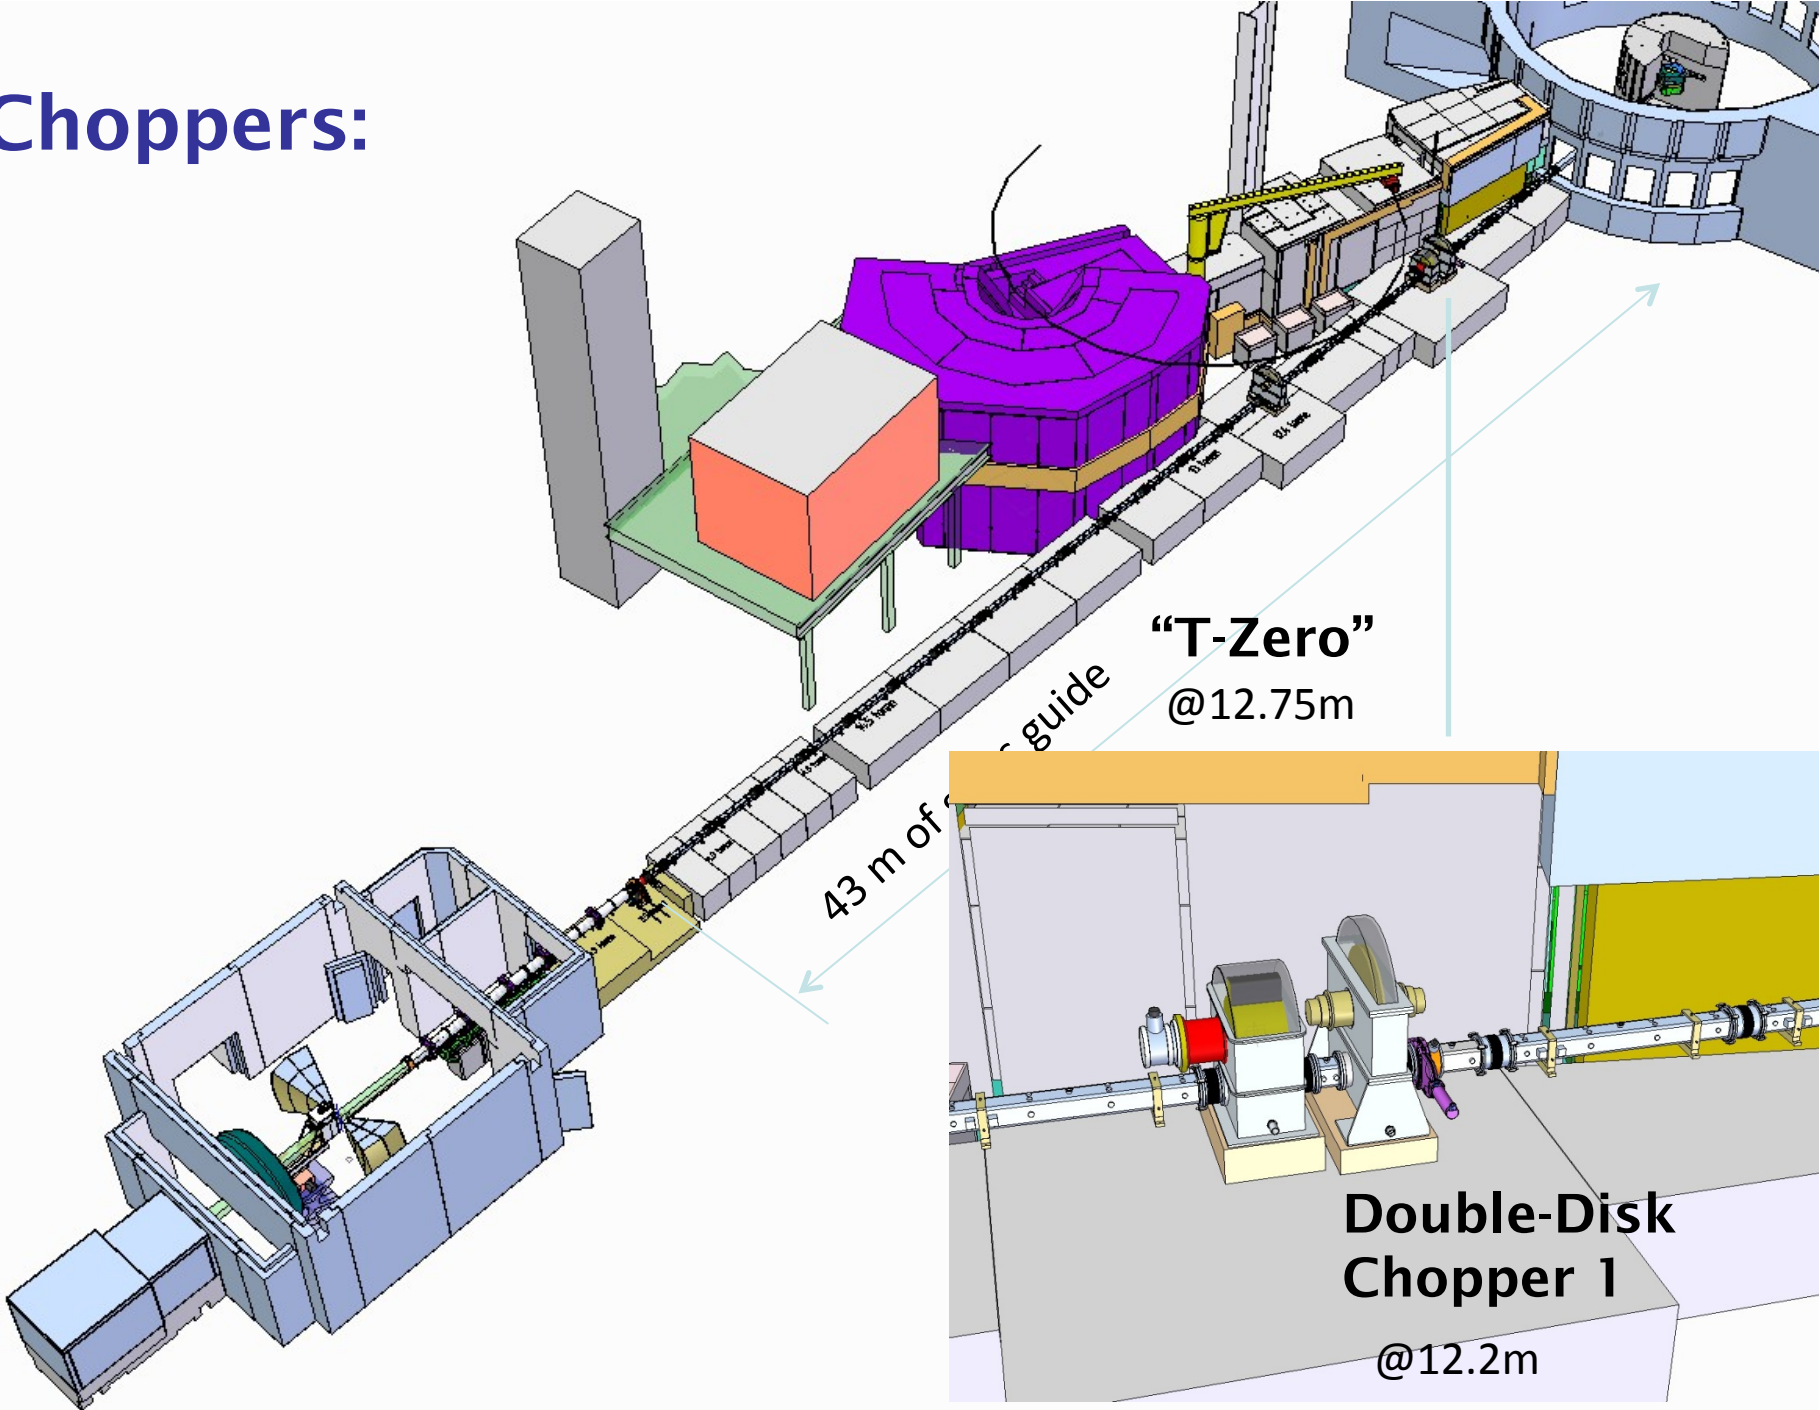 Choppers:
“T-Zero”
@12.75m
43 m of guide
Double-Disk
Chopper 1
@12.2m